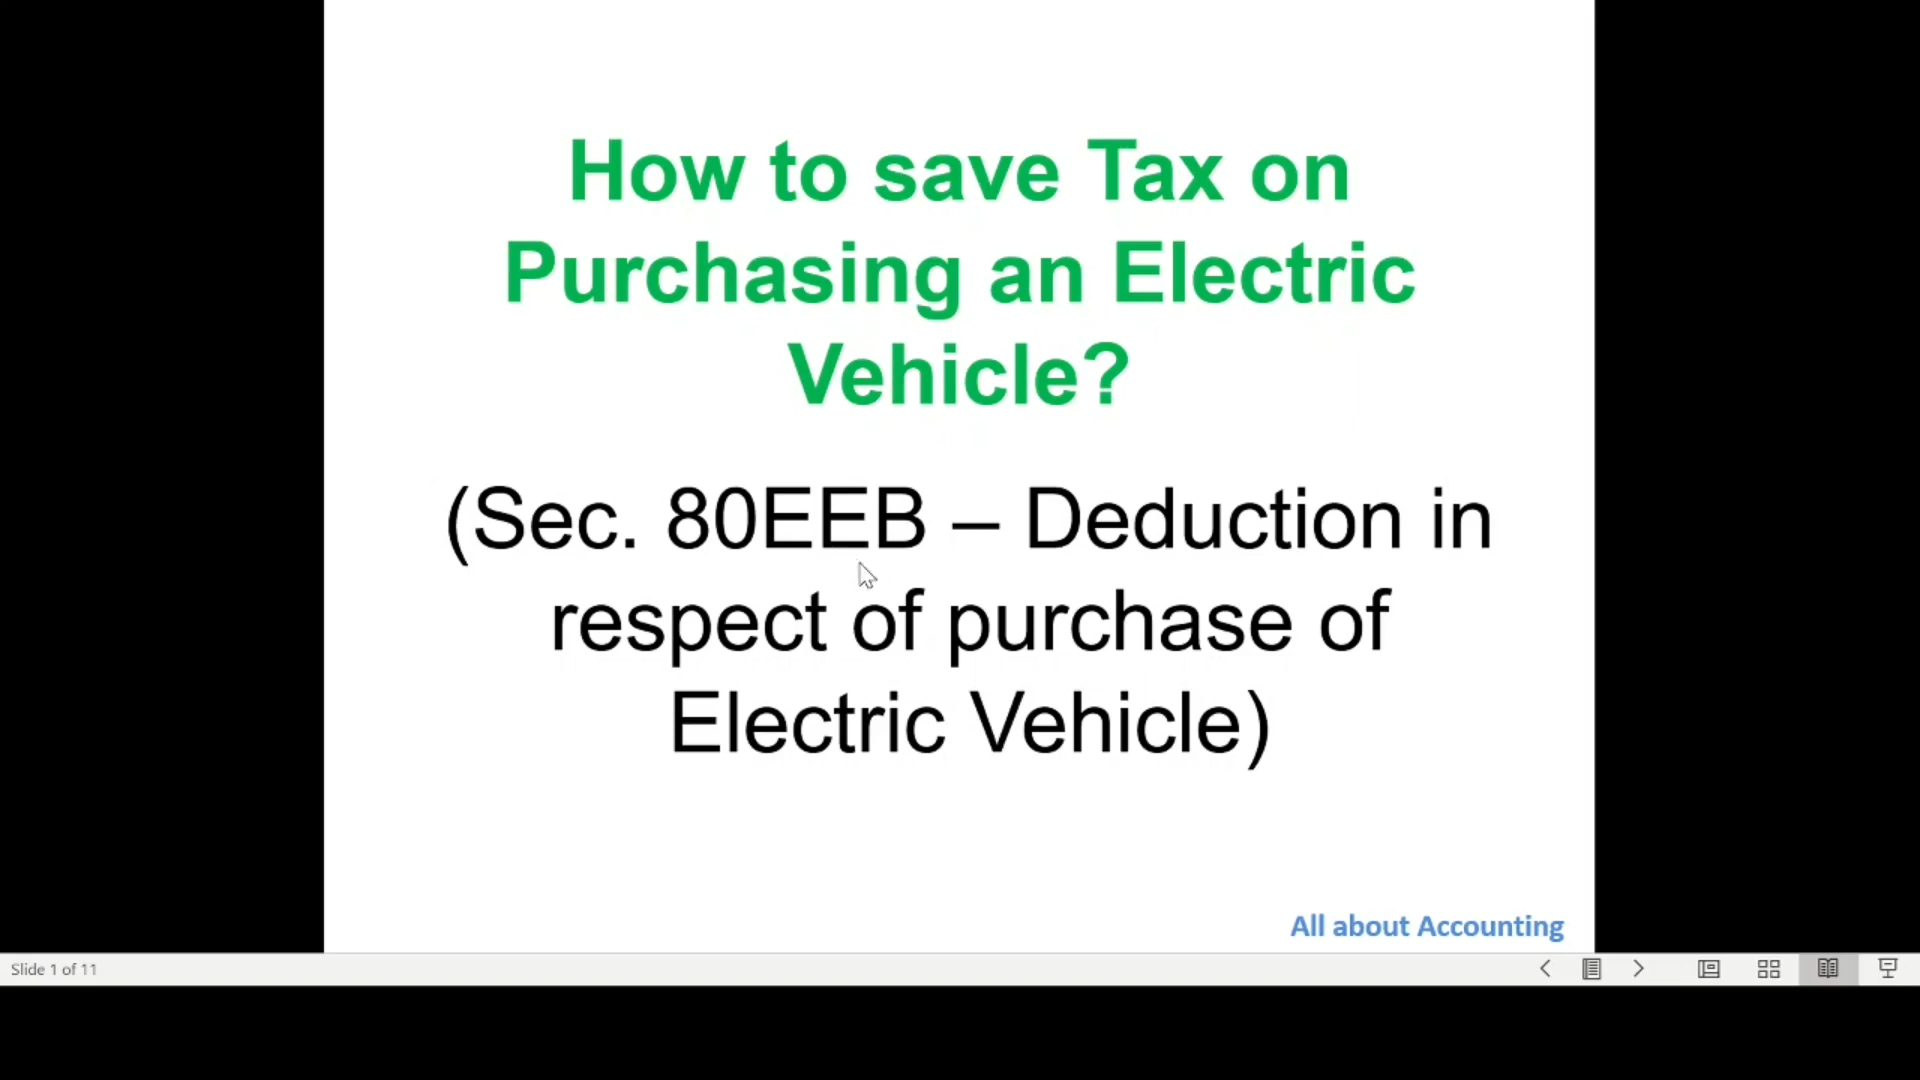 How to save Tax on
Purchasing an Electric
Vehicle?
(Sec. 80EEB – Deduction in
respect of purchase of
Electric Vehicle)
All about Accounting
Slide 1 of 11